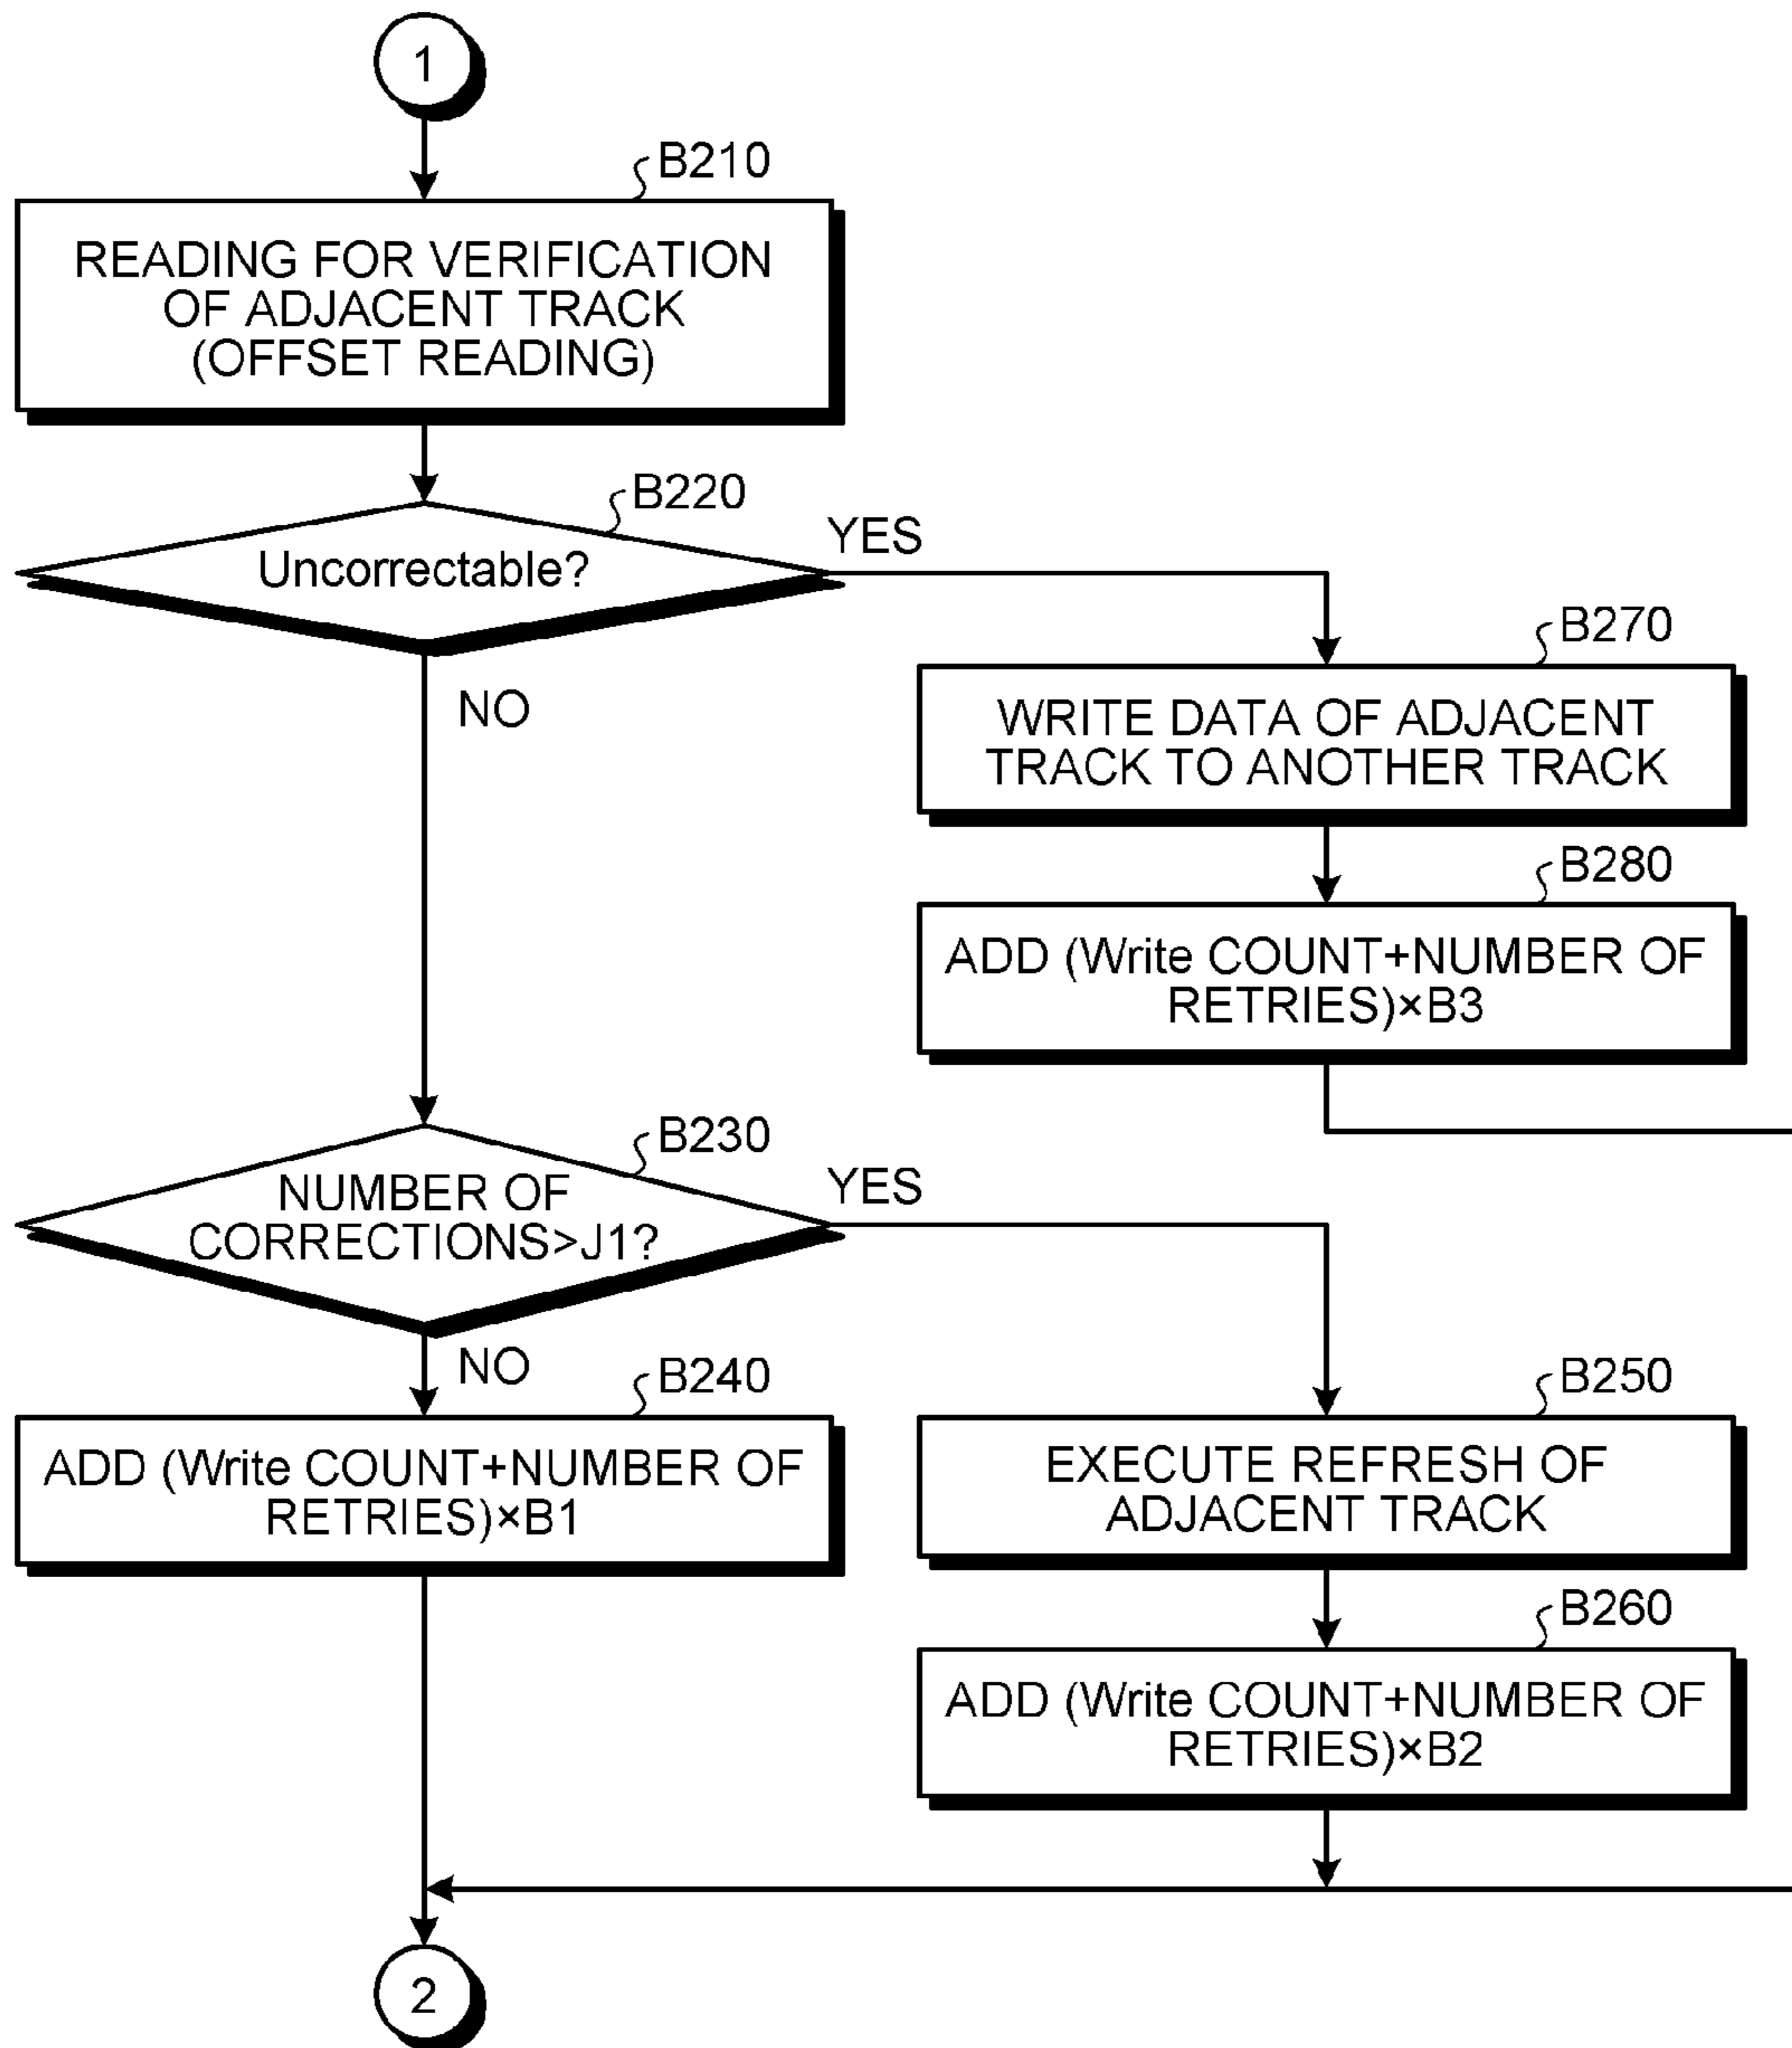 1
B210
READING FOR VERIFICATION
OF ADJACENT TRACK
(OFFSET READING)
B220
Uncorrectable?
YES
NO
B270
WRITE DATA OF ADJACENT
TRACK TO ANOTHER TRACK
B280
ADD (Write COUNT+NUMBER OF
RETRIES)×B3
B230
NUMBER OF
CORRECTIONS>J1?
YES
NO
B240
ADD (Write COUNT+NUMBER OF
RETRIES)×B1
B250
EXECUTE REFRESH OF
ADJACENT TRACK
B260
ADD (Write COUNT+NUMBER OF
RETRIES)×B2
2